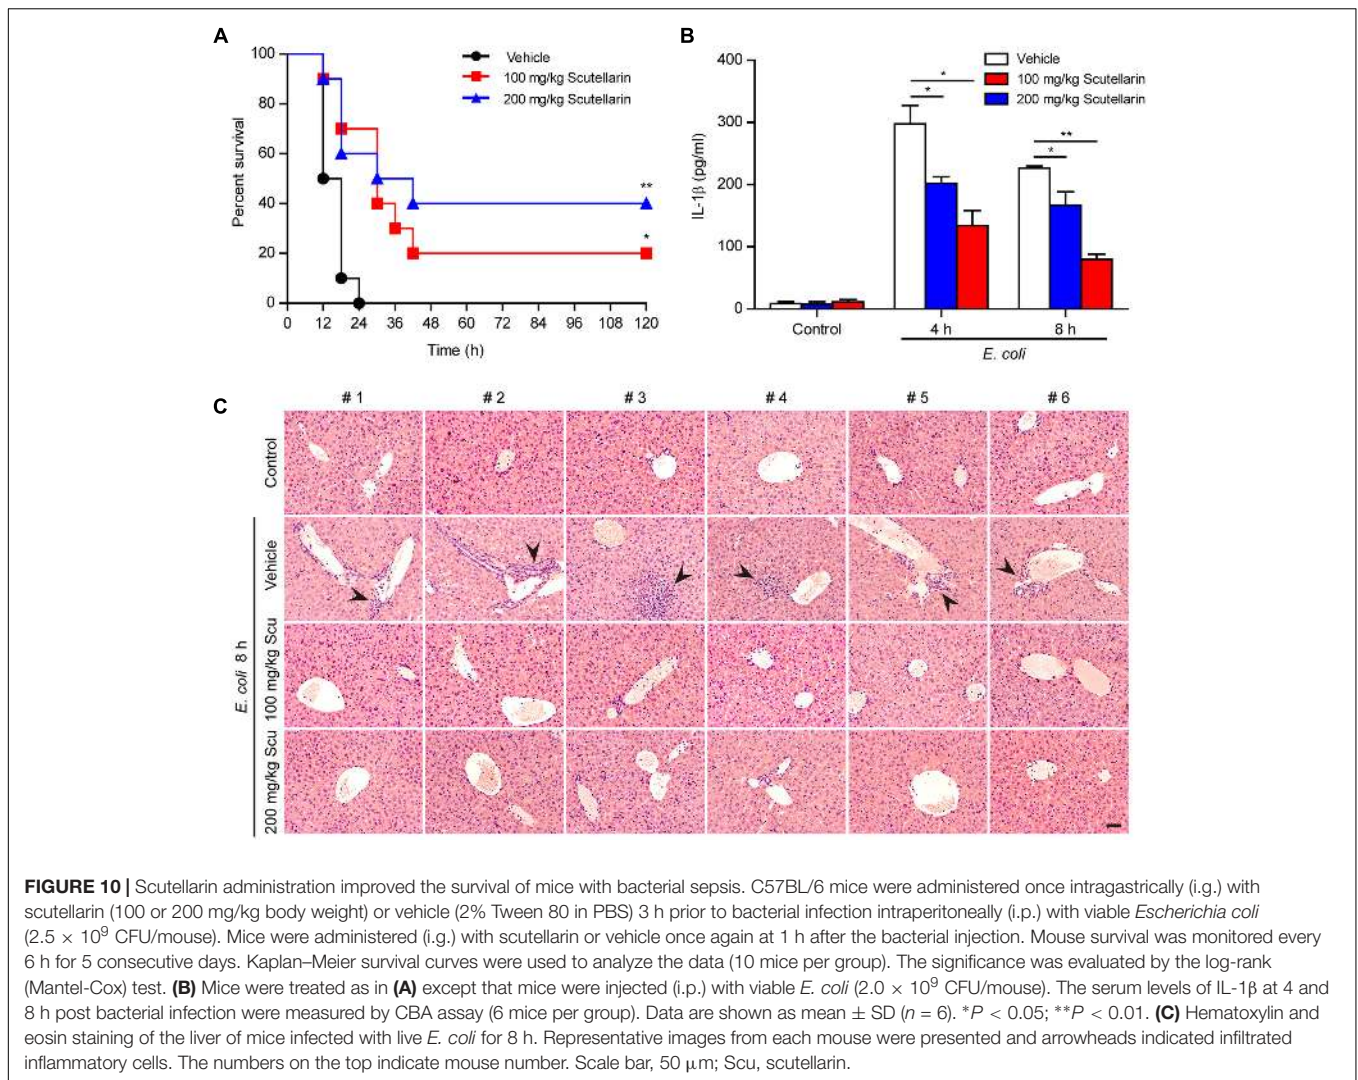 A
100
80
60
40
20
0
Percent survival
0 12 24 36 48 60 72 84 96 108 120
Time (h)
Vehicle
100 mg/kg Scutellarin
200 mg/kg Scutellarin
**
*
B
400
300
200
100
0
IL-1β (pg/ml)
Vehicle
100 mg/kg Scutellarin
200 mg/kg Scutellarin
*
*
**
*
Control 4 h 8 h
E. coli
C
# 1 # 2 # 3 # 4 # 5 # 6
Control
Vehicle
100 mg/kg Scu
200 mg/kg Scu
E. coli 8 h
FIGURE 10 | Scutellarin administration improved the survival of mice with bacterial sepsis. C57BL/6 mice were administered once intragastrically (i.g.) with
scutellarin (100 or 200 mg/kg body weight) or vehicle (2% Tween 80 in PBS) 3 h prior to bacterial infection intraperitoneally (i.p.) with viable Escherichia coli
(2.5 × 10⁹ CFU/mouse). Mice were administered (i.g.) with scutellarin or vehicle once again at 1 h after the bacterial injection. Mouse survival was monitored every
6 h for 5 consecutive days. Kaplan–Meier survival curves were used to analyze the data (10 mice per group). The significance was evaluated by the log-rank
(Mantel-Cox) test. (B) Mice were treated as in (A) except that mice were injected (i.p.) with viable E. coli (2.0 × 10⁹ CFU/mouse). The serum levels of IL-1β at 4 and
8 h post bacterial infection were measured by CBA assay (6 mice per group). Data are shown as mean ± SD (n = 6). *P < 0.05; **P < 0.01. (C) Hematoxylin and
eosin staining of the liver of mice infected with live E. coli for 8 h. Representative images from each mouse were presented and arrowheads indicated infiltrated
inflammatory cells. The numbers on the top indicate mouse number. Scale bar, 50 μm; Scu, scutellarin.